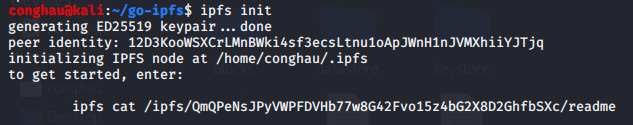 conghau@kali:~/go-ipfs$ ipfs init
generating ED25519 keypair...done
peer identity: 12D3KooWSXCrLMnBWki4sf3ecsLtnu1oApJWnH1nJVMXhiiYJTjq
initializing IPFS node at /home/conghau/.ipfs
to get started, enter:
ipfs cat /ipfs/QmQPeNsJPyVWPFDVHb77w8G42Fvo15z4bG2X8D2GhfbSXc/readme